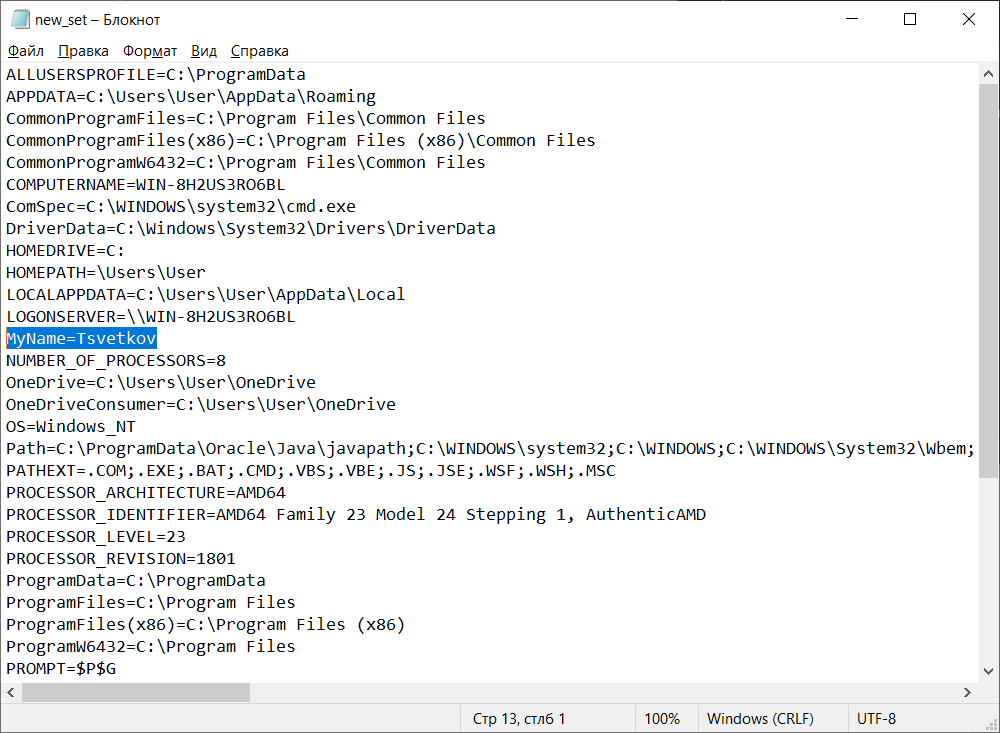 new_set – Блокнот
Файл Правка Формат Вид Справка
ALLUSERSPROFILE=C:\ProgramData
APPDATA=C:\Users\User\AppData\Roaming
CommonProgramFiles=C:\Program Files\Common Files
CommonProgramFiles(x86)=C:\Program Files (x86)\Common Files
CommonProgramW6432=C:\Program Files\Common Files
COMPUTERNAME=WIN-8H2US3RO6BL
ComSpec=C:\WINDOWS\system32\cmd.exe
DriverData=C:\Windows\System32\Drivers\DriverData
HOMEDRIVE=C:
HOMEPATH=\Users\User
LOCALAPPDATA=C:\Users\User\AppData\Local
LOGONSERVER=\\WIN-8H2US3RO6BL
MyName=Tsvetkov
NUMBER_OF_PROCESSORS=8
OneDrive=C:\Users\User\OneDrive
OneDriveConsumer=C:\Users\User\OneDrive
OS=Windows_NT
Path=C:\ProgramData\Oracle\Java\javapath;C:\WINDOWS\system32;C:\WINDOWS;C:\WINDOWS\System32\Wbem;
PATHEXT=.COM;.EXE;.BAT;.CMD;.VBS;.VBE;.JS;.JSE;.WSF;.WSH;.MSC
PROCESSOR_ARCHITECTURE=AMD64
PROCESSOR_IDENTIFIER=AMD64 Family 23 Model 24 Stepping 1, AuthenticAMD
PROCESSOR_LEVEL=23
PROCESSOR_REVISION=1801
ProgramData=C:\ProgramData
ProgramFiles=C:\Program Files
ProgramFiles(x86)=C:\Program Files (x86)
ProgramW6432=C:\Program Files
PROMPT=$P$G
Стр 13, стлб 1 100% Windows (CRLF) UTF-8